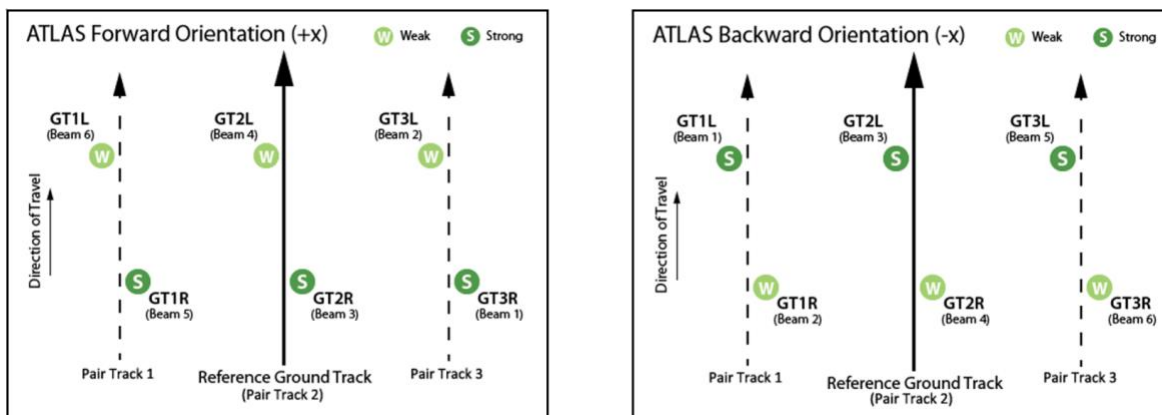 ATLAS Forward Orientation (+x)
W Weak
S Strong
GT1L
(Beam 6)
W
GT2L
(Beam 4)
W
GT3L
(Beam 2)
W
Direction of Travel
S
GT1R
(Beam 5)
S
GT2R
(Beam 3)
S
GT3R
(Beam 1)
Pair Track 1
Reference Ground Track
(Pair Track 2)
Pair Track 3
ATLAS Backward Orientation (-x)
W Weak
S Strong
GT1L
(Beam 1)
S
GT2L
(Beam 3)
S
GT3L
(Beam 5)
S
Direction of Travel
W
GT1R
(Beam 2)
W
GT2R
(Beam 4)
W
GT3R
(Beam 6)
Pair Track 1
Reference Ground Track
(Pair Track 2)
Pair Track 3